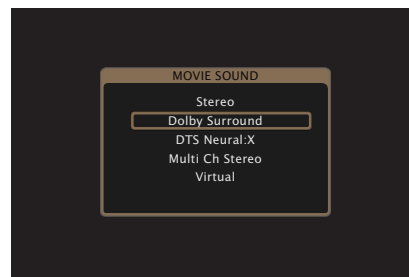 MOVIE SOUND
Stereo
Dolby Surround
DTS Neural:X
Multi Ch Stereo
Virtual